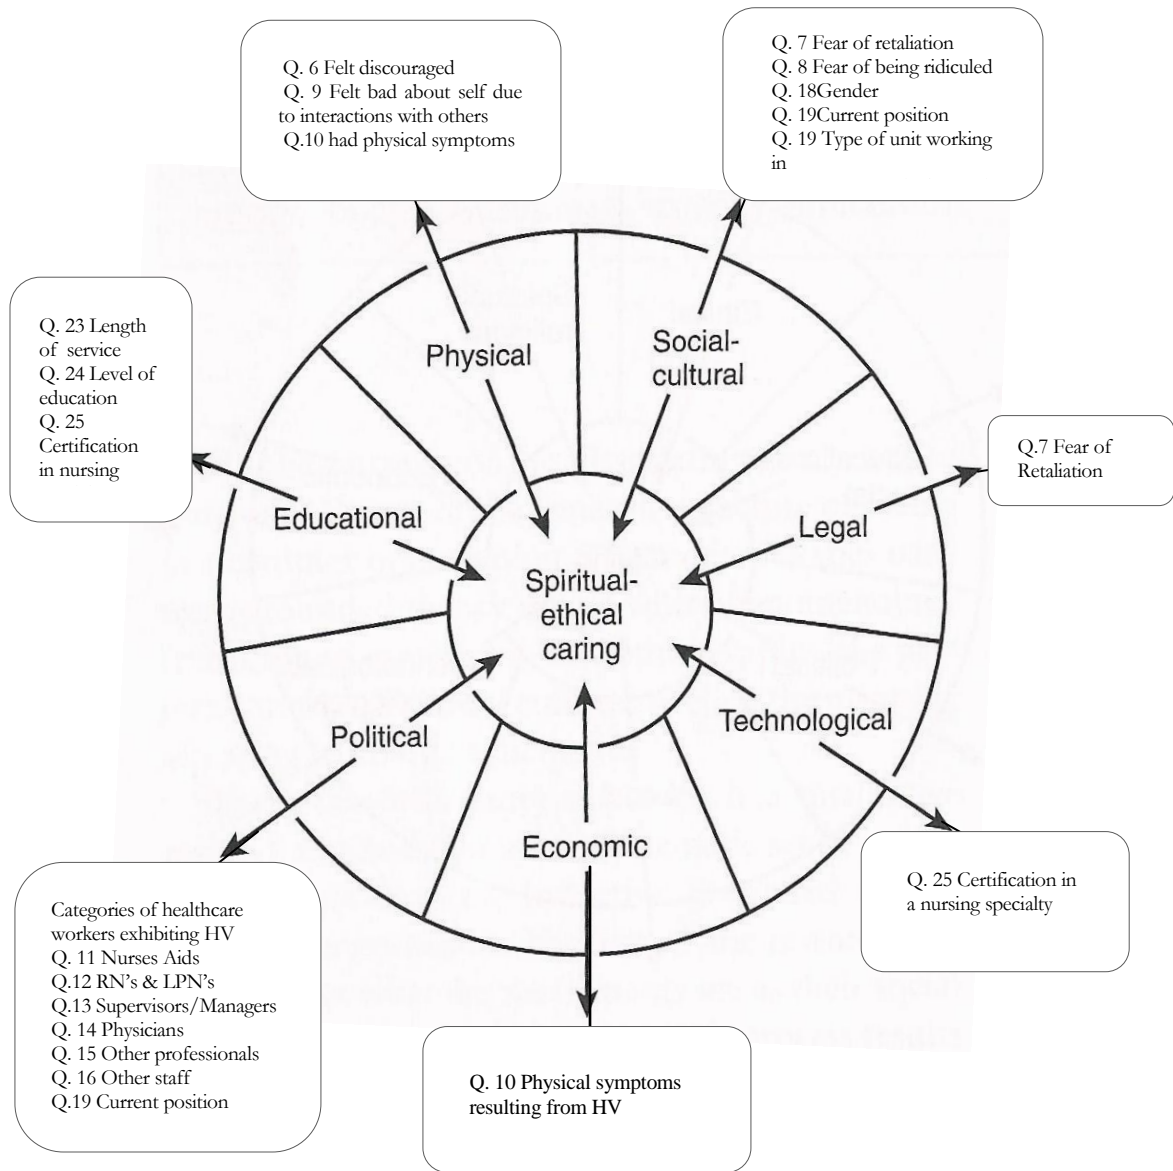 Q. 6 Felt discouraged
Q. 9 Felt bad about self due
to interactions with others
Q.10 had physical symptoms
Q. 7 Fear of retaliation
Q. 8 Fear of being ridiculed
Q. 18Gender
Q. 19Current position
Q. 19 Type of unit working
in
Q. 23 Length
of service
Q. 24 Level of
education
Q. 25
Certification
in nursing
Physical
Social-
cultural
Q.7 Fear of
Retaliation
Educational
Legal
Spiritual-
ethical
caring
Political
Technological
Economic
Categories of healthcare
workers exhibiting HV
Q. 11 Nurses Aids
Q.12 RN's & LPN's
Q.13 Supervisors/Managers
Q. 14 Physicians
Q. 15 Other professionals
Q. 16 Other staff
Q.19 Current position
Q. 10 Physical symptoms
resulting from HV
Q. 25 Certification in
a nursing specialty